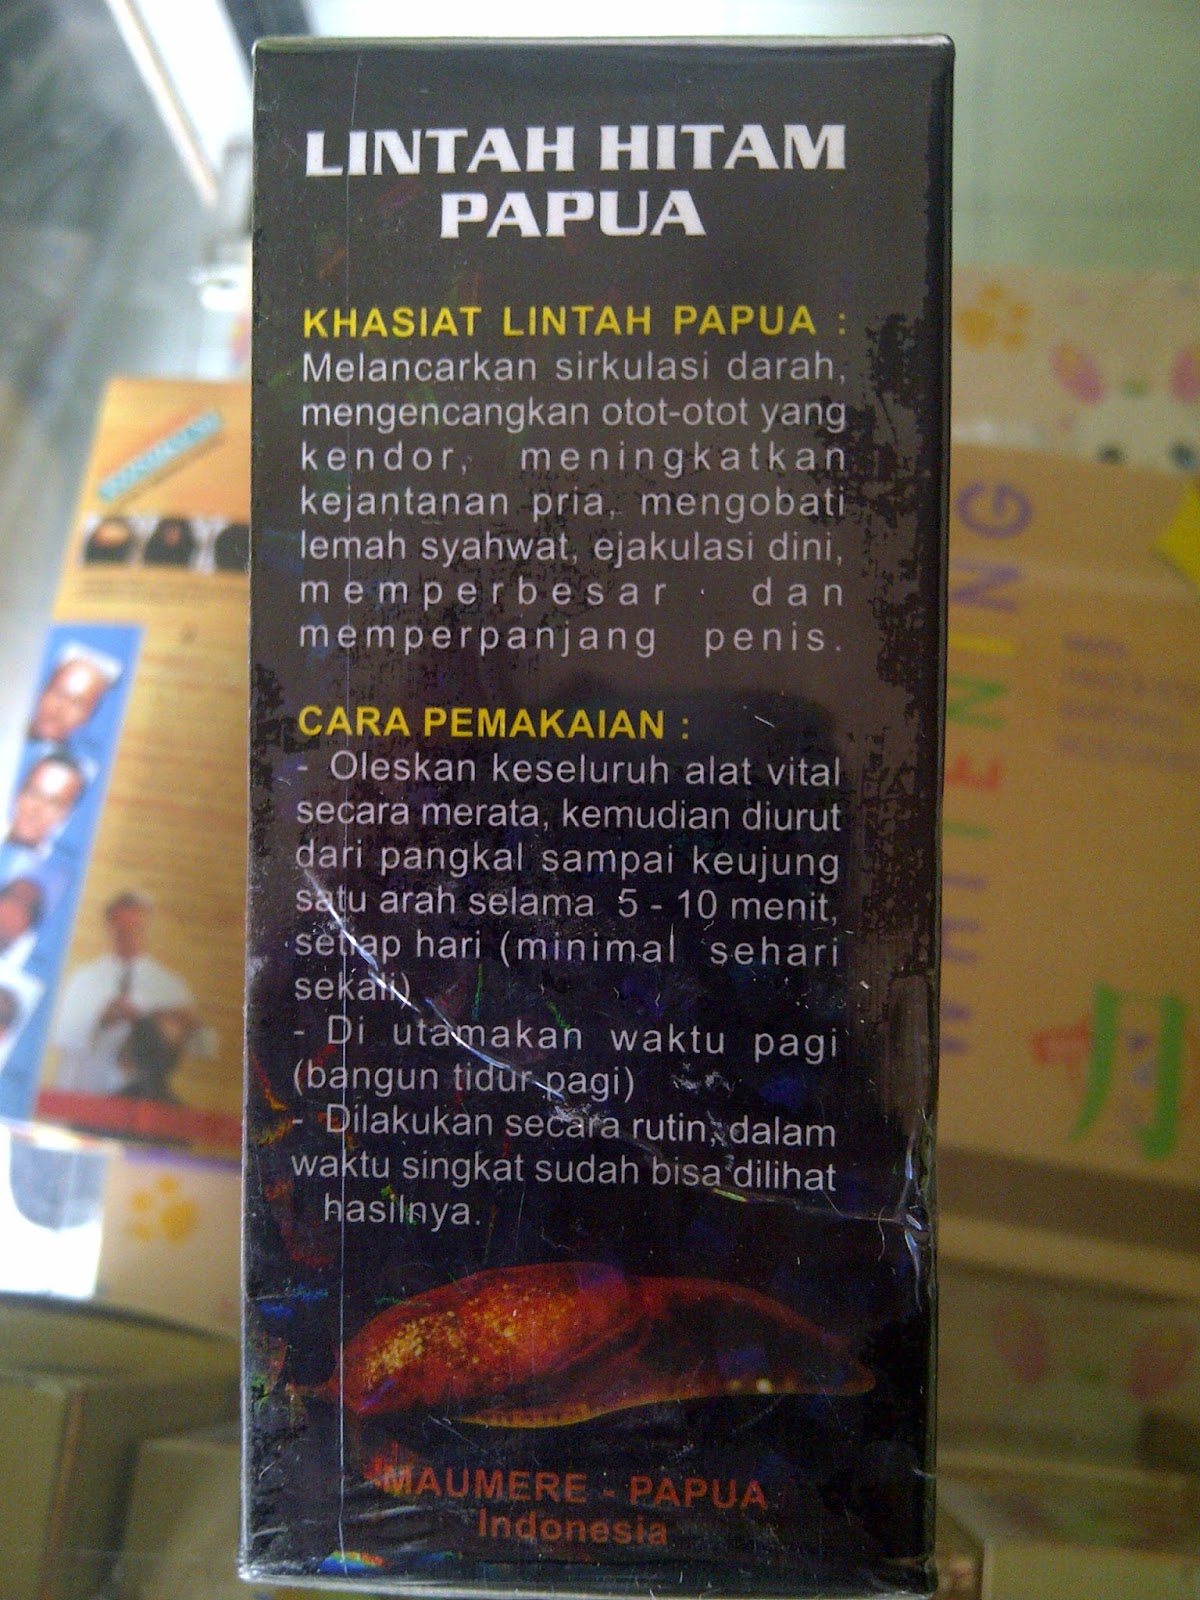 LINTAH HITAM
PAPUA
KHASIAT LINTAH PAPUA :
Melancarkan sirkulasi darah,
mengencangkan otot-otot yang
kendor, meningkatkan
kejantanan pria, mengobati
lemah syahwat, ejakulasi dini,
memperbesar dan
memperpanjang penis.
CARA PEMAKAIAN :
- Oleskan keseluruh alat vital
secara merata, kemudian diurut
dari pangkal sampai keujung
satu arah selama 5 - 10 menit,
setiap hari (minimal sehari
sekali)
- Di utamakan waktu pagi
(bangun tidur pagi)
- Dilakukan secara rutin, dalam
waktu singkat sudah bisa dilihat
hasilnya.
MAUMERE - PAPUA
Indonesia
WHITENING
月